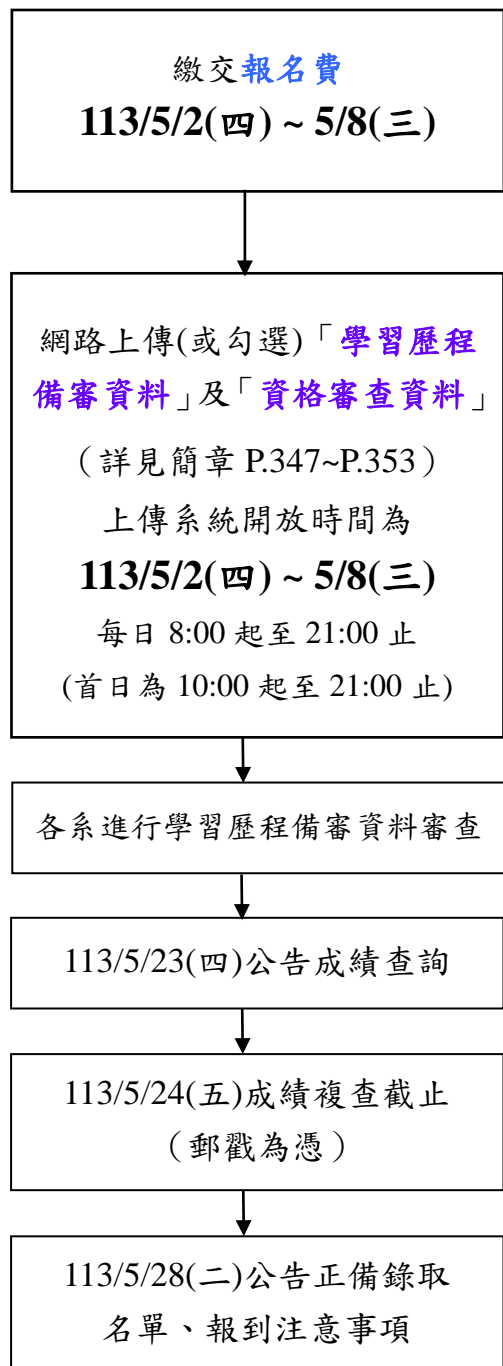 繳交報名費
113/5/2(四) ~ 5/8(三)
網路上傳(或勾選)「學習歷程
備審資料」及「資格審查資料」
（詳見簡章 P.347~P.353）
上傳系統開放時間為
113/5/2(四) ~ 5/8(三)
每日 8:00 起至 21:00 止
(首日為 10:00 起至 21:00 止)
各系進行學習歷程備審資料審查
113/5/23(四)公告成績查詢
113/5/24(五)成績複查截止
（郵戳為憑）
113/5/28(二)公告正備錄取
名單、報到注意事項